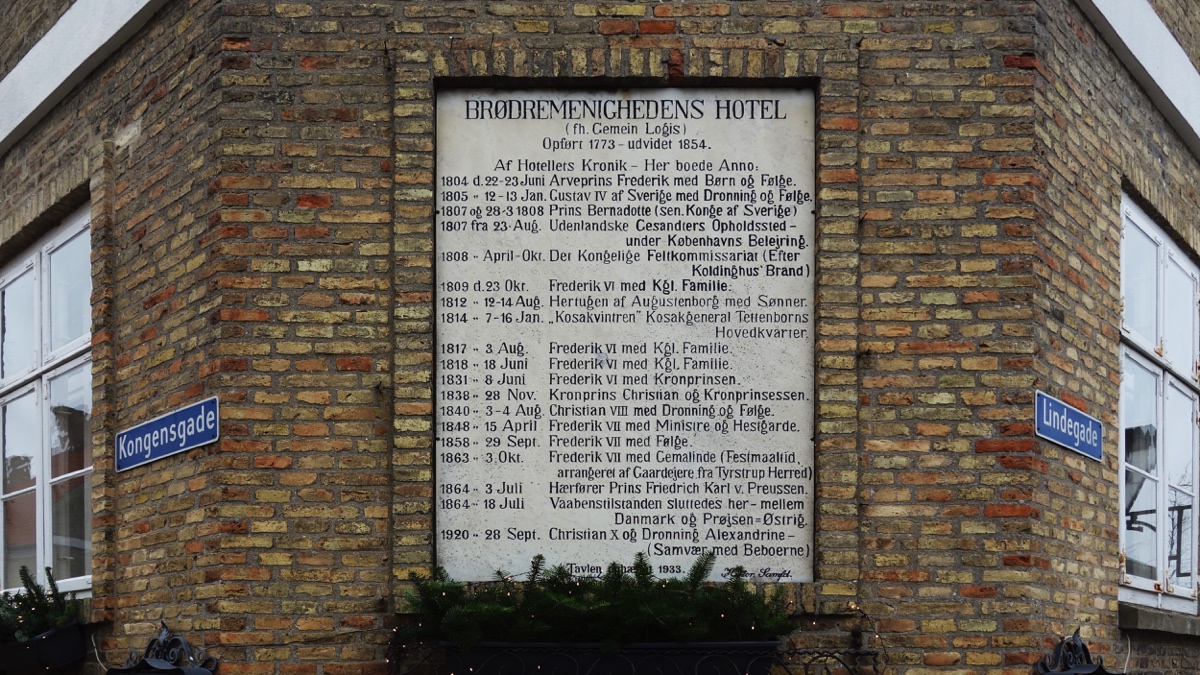 BRØDREMENIGHEDENS HOTEL
(fh. Gemein Logis)
Opført 1773 – udvidet 1854.
Af Hotellets Kronik – Her boede Anno:
1804 d. 22-23 Juni Arveprins Frederik med Børn og Følge.
1805 " 12-13 Jan. Gustav IV af Sverige med Dronning og Følge.
1807 og 28-3 1808 Prins Bernadotte (sen. Konge af Sverige)
1807 fra 23 Aug. Udenlandske Gesandters Opholdssted –
under Københavns Belejring.
1808 " April-Okt. Det Kongelige Feltkommissariat (Efter
Koldinghus' Brand)
1809 d. 23 Okt. Frederik VI med Kgl. Familie.
1812 " 12-14 Aug. Hertugen af Augustenborg med Sønner.
1814 " 7-16 Jan. „Kosakvintren" Kosakgeneral Tettenborns
Hovedkvarter.
1817 " 3 Aug. Frederik VI med Kgl. Familie.
1818 " 18 Juni Frederik VI med Kgl. Familie.
1831 " 8 Juni Frederik VI med Kronprinsen.
1838 " 28 Nov. Kronprins Christian og Kronprinsessen.
1840 " 3-4 Aug. Christian VIII med Dronning og Følge.
1848 " 15 April Frederik VII med Ministre og Hestgarde.
1858 " 29 Sept. Frederik VII med Følge.
1863 " 3. Okt. Frederik VII med Gemalinde (Festmaaltid,
arrangeret af Gaardejere fra Tyrstrup Herred)
1864 " 3 Juli Hærfører Prins Friedrich Karl v. Preussen.
1864 " 18 Juli Vaabenstilstanden sluttedes her – mellem
Danmark og Prøjsen=Østrig.
1920 " 28 Sept. Christian X og Dronning Alexandrine –
(Samvær med Beboerne)
Tavlen 1933.
Kongensgade
Lindegade